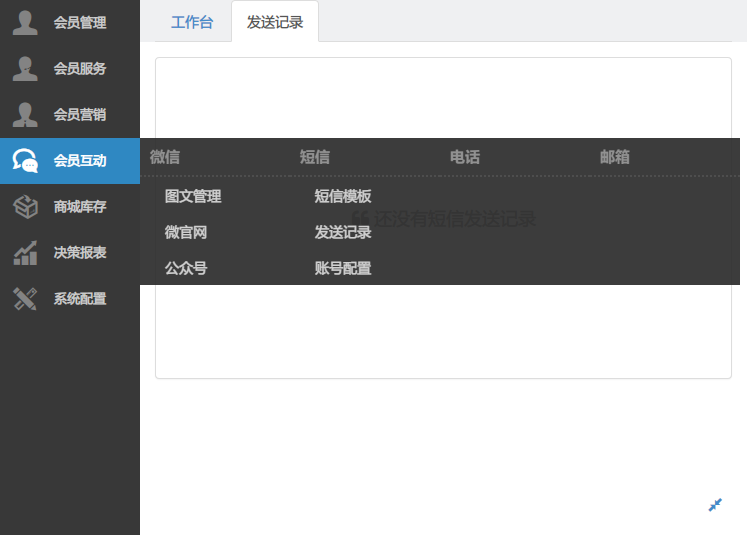 会员管理
会员服务
会员营销
会员互动
商城库存
决策报表
系统配置
工作台
发送记录
微信
短信
电话
邮箱
图文管理
短信模板
微官网
发送记录
公众号
账号配置
还没有短信发送记录